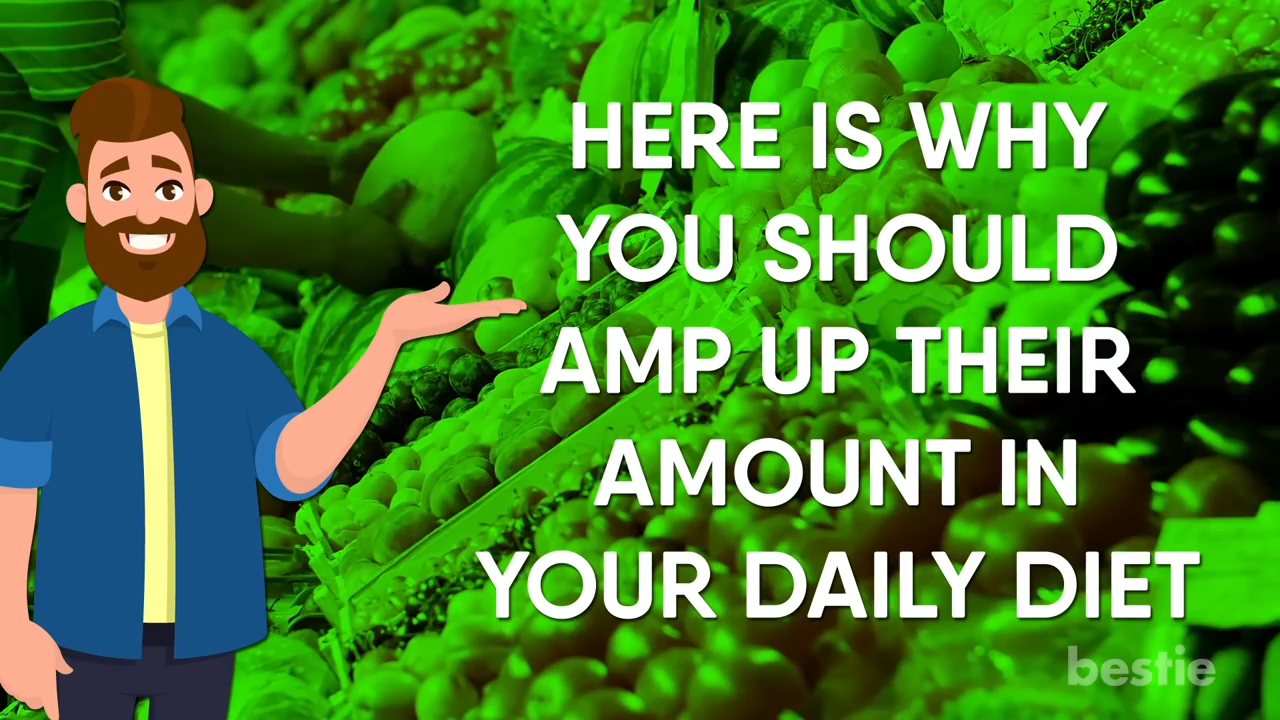 HERE IS WHY
YOU SHOULD
AMP UP THEIR
AMOUNT IN
YOUR DAILY DIET
bestie